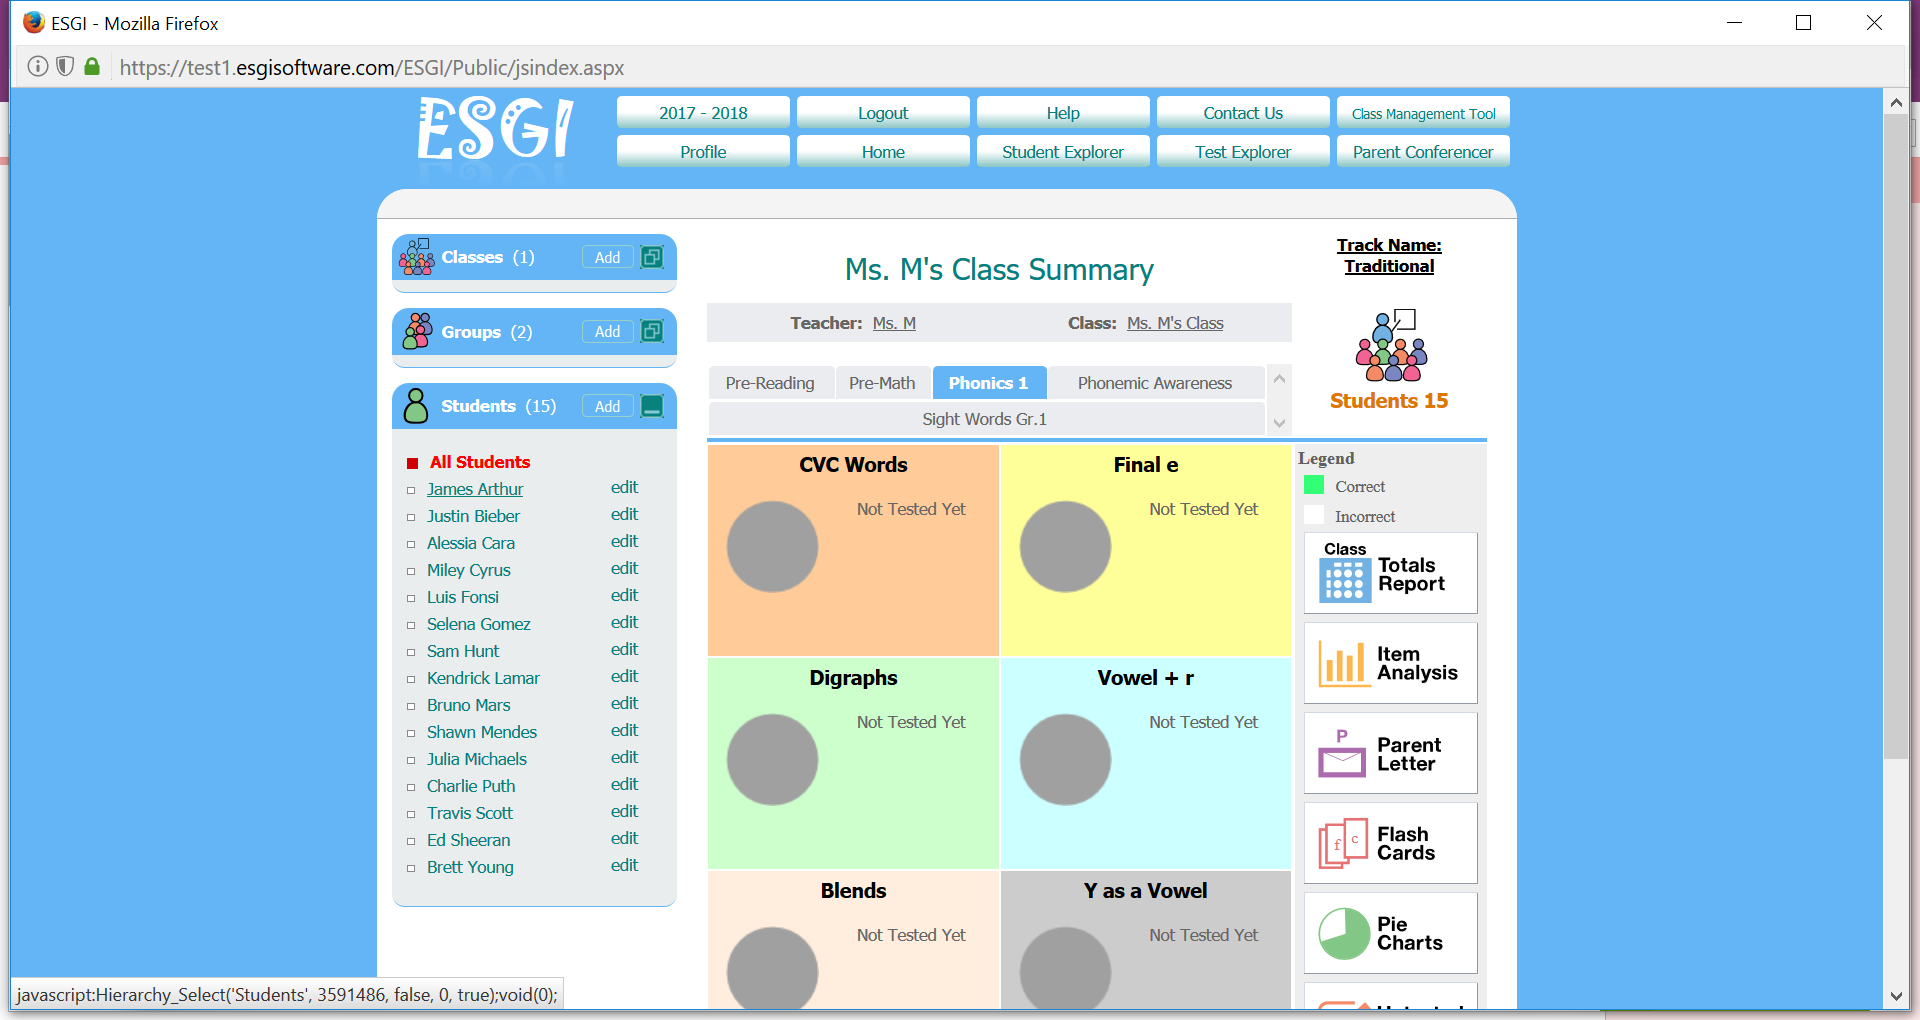 ESGI - Mozilla Firefox
https://test1.esgisoftware.com/ESGI/Public/jsindex.aspx
ESGI
2017 - 2018 Logout Help Contact Us Class Management Tool
Profile Home Student Explorer Test Explorer Parent Conferencer
Classes (1) Add
Groups (2) Add
Students (15) Add
All Students
James Arthur edit
Justin Bieber edit
Alessia Cara edit
Miley Cyrus edit
Luis Fonsi edit
Selena Gomez edit
Sam Hunt edit
Kendrick Lamar edit
Bruno Mars edit
Shawn Mendes edit
Julia Michaels edit
Charlie Puth edit
Travis Scott edit
Ed Sheeran edit
Brett Young edit
Ms. M's Class Summary
Teacher: Ms. M Class: Ms. M's Class
Pre-Reading Pre-Math Phonics 1 Phonemic Awareness
Sight Words Gr.1
Track Name:
Traditional
Students 15
CVC Words
Not Tested Yet
Final e
Not Tested Yet
Digraphs
Not Tested Yet
Vowel + r
Not Tested Yet
Blends
Not Tested Yet
Y as a Vowel
Not Tested Yet
Legend
Correct
Incorrect
Class
Totals
Report
Item
Analysis
P
Parent
Letter
f c
Flash
Cards
Pie
Charts
javascript:Hierarchy_Select('Students', 3591486, false, 0, true);void(0);